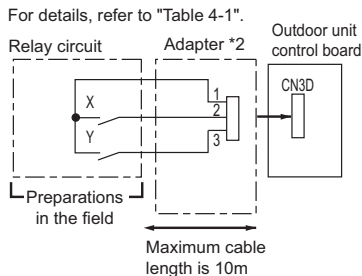 For details, refer to "Table 4-1".
Relay circuit
Adapter *2
Outdoor unit
control board
X
Y
1
2
3
CN3D
Preparations
in the field
Maximum cable
length is 10m